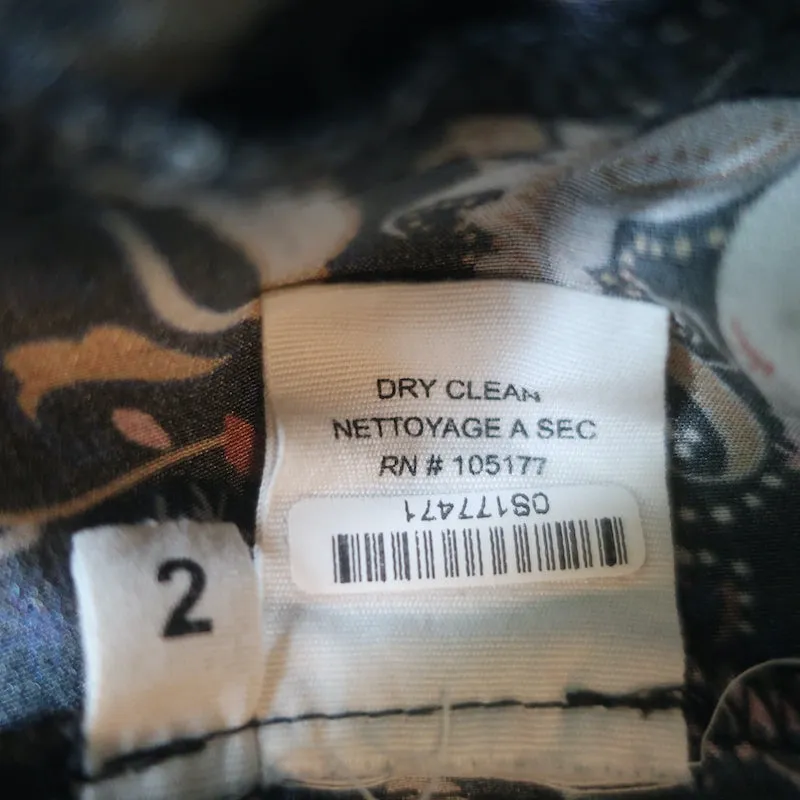 DRY CLEAN
NETTOYAGE A SEC
RN # 105177
OS177471
2